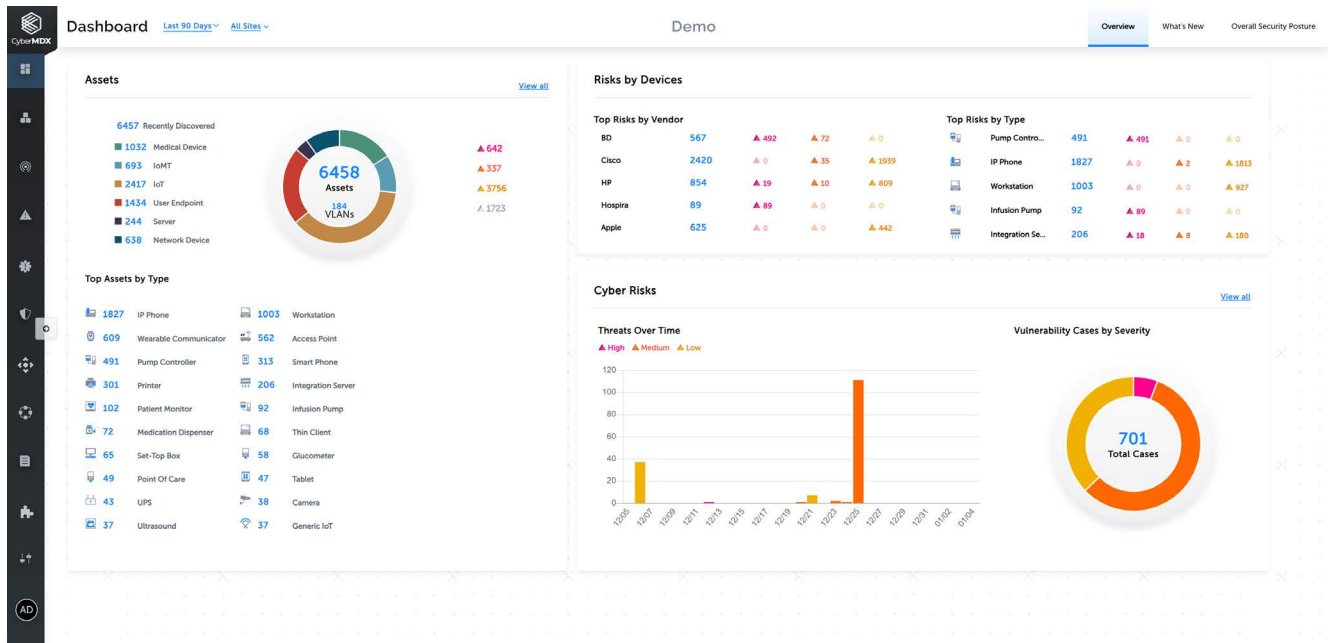 CyberMDX
Dashboard
Last 90 Days
All Sites
Demo
Overview
What's New
Overall Security Posture
Assets
View all
6457 Recently Discovered
1032 Medical Device
693 IoMT
2417 IoT
1434 User Endpoint
244 Server
638 Network Device
6458
Assets
184
VLANs
642
337
3756
1723
Top Assets by Type
1827 IP Phone
1003 Workstation
609 Wearable Communicator
562 Access Point
491 Pump Controller
313 Smart Phone
301 Printer
206 Integration Server
102 Patient Monitor
92 Infusion Pump
72 Medication Dispenser
68 Thin Client
65 Set-Top Box
58 Glucometer
49 Point Of Care
47 Tablet
43 UPS
38 Camera
37 Ultrasound
37 Generic IoT
Risks by Devices
Top Risks by Vendor
BD 567 492 72 0
Cisco 2420 0 35 1939
HP 854 19 10 809
Hospira 89 89 0 0
Apple 625 0 0 442
Top Risks by Type
Pump Contro... 491 491 0 0
IP Phone 1827 0 2 1813
Workstation 1003 0 0 927
Infusion Pump 92 89 0 0
Integration Se... 206 18 8 180
Cyber Risks
View all
Threats Over Time
High Medium Low
120
100
80
60
40
20
0
12/05 12/07 12/09 12/11 12/13 12/15 12/17 12/19 12/21 12/23 12/25 12/27 12/29 12/31 01/02 01/04
Vulnerability Cases by Severity
701
Total Cases
AD